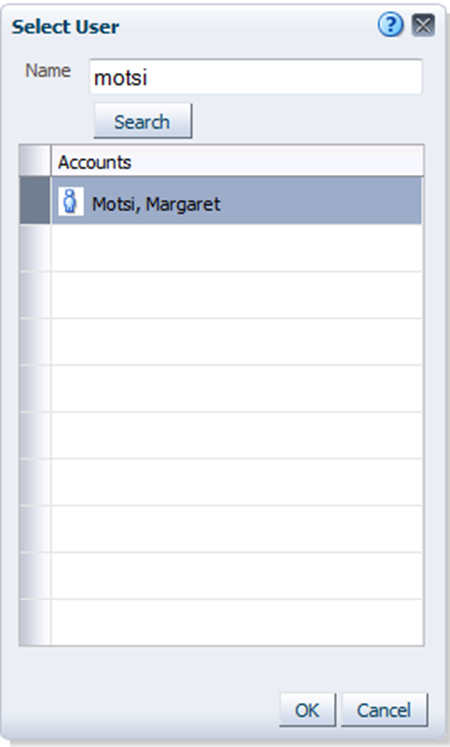 Select User
Name motsi
Search
Accounts
Motsi, Margaret
OK Cancel